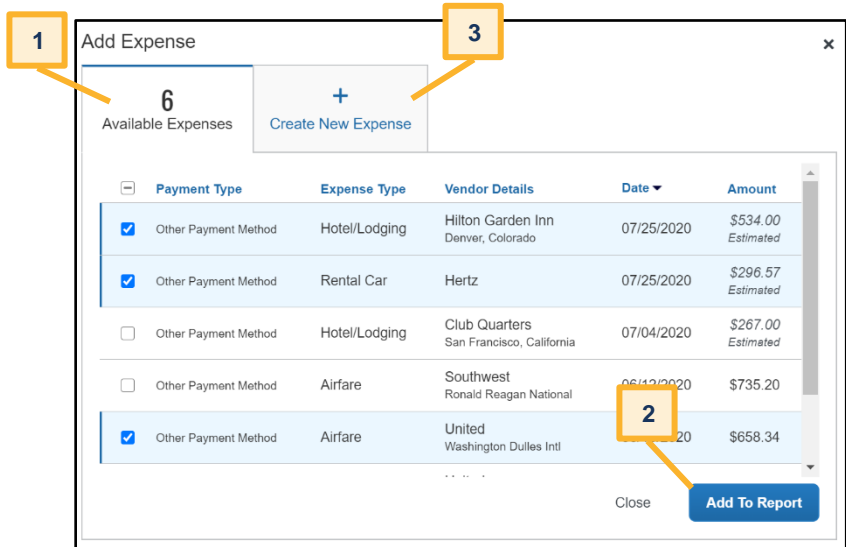 1
3
Add Expense
×
6
+
Available Expenses
Create New Expense
Payment Type Expense Type Vendor Details Date Amount
Other Payment Method Hotel/Lodging Hilton Garden Inn 07/25/2020 $534.00
Denver, Colorado Estimated
Other Payment Method Rental Car Hertz 07/25/2020 $296.57
Estimated
Other Payment Method Hotel/Lodging Club Quarters 07/04/2020 $267.00
San Francisco, California Estimated
Other Payment Method Airfare Southwest 06/12/2020 $735.20
Ronald Reagan National
2
Other Payment Method Airfare United 20 $658.34
Washington Dulles Intl
Close Add To Report